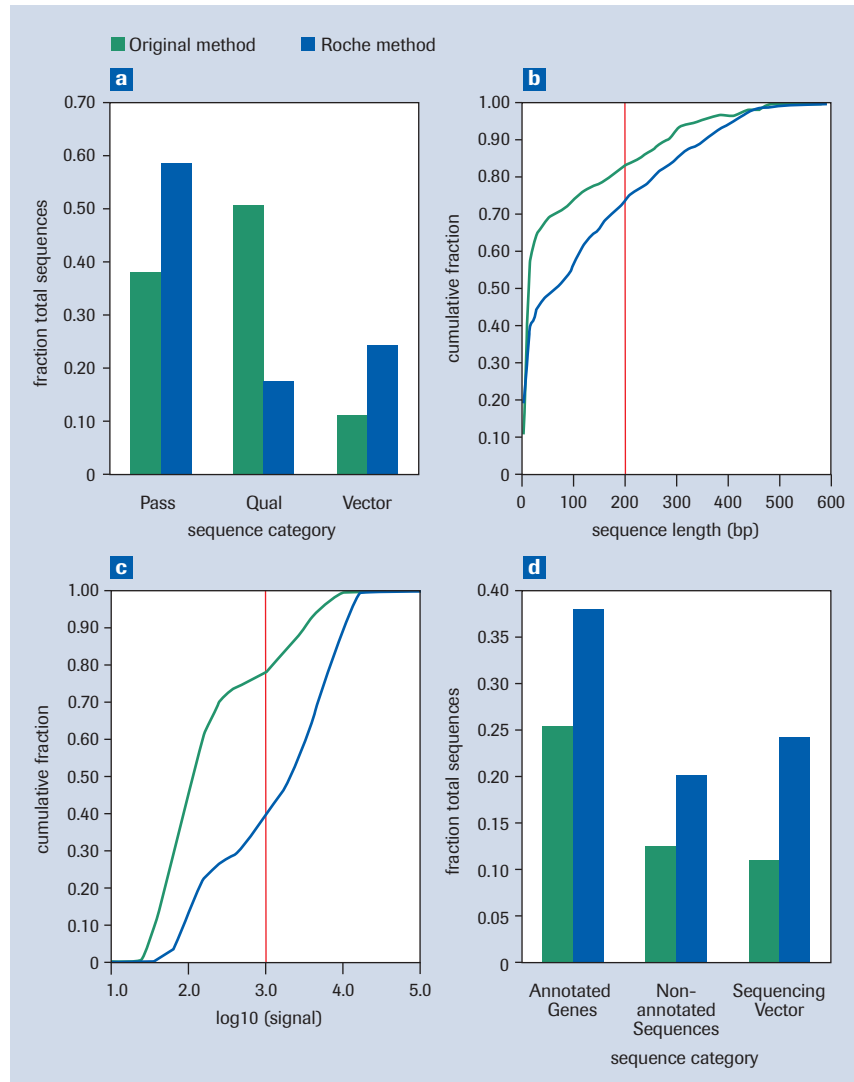 Original method
Roche method
a
0.70
0.60
0.50
0.40
0.30
0.20
0.10
0
fraction total sequences
Pass
Qual
Vector
sequence category
b
1.00
0.90
0.80
0.70
0.60
0.50
0.40
0.30
0.20
0.10
0
cumulative fraction
0
100
200
300
400
500
600
sequence length (bp)
c
1.00
0.90
0.80
0.70
0.60
0.50
0.40
0.30
0.20
0.10
0
cumulative fraction
1.0
2.0
3.0
4.0
5.0
log10 (signal)
d
0.40
0.35
0.30
0.25
0.20
0.15
0.10
0.05
0
fraction total sequences
Annotated
Genes
Non-
annotated
Sequences
Sequencing
Vector
sequence category